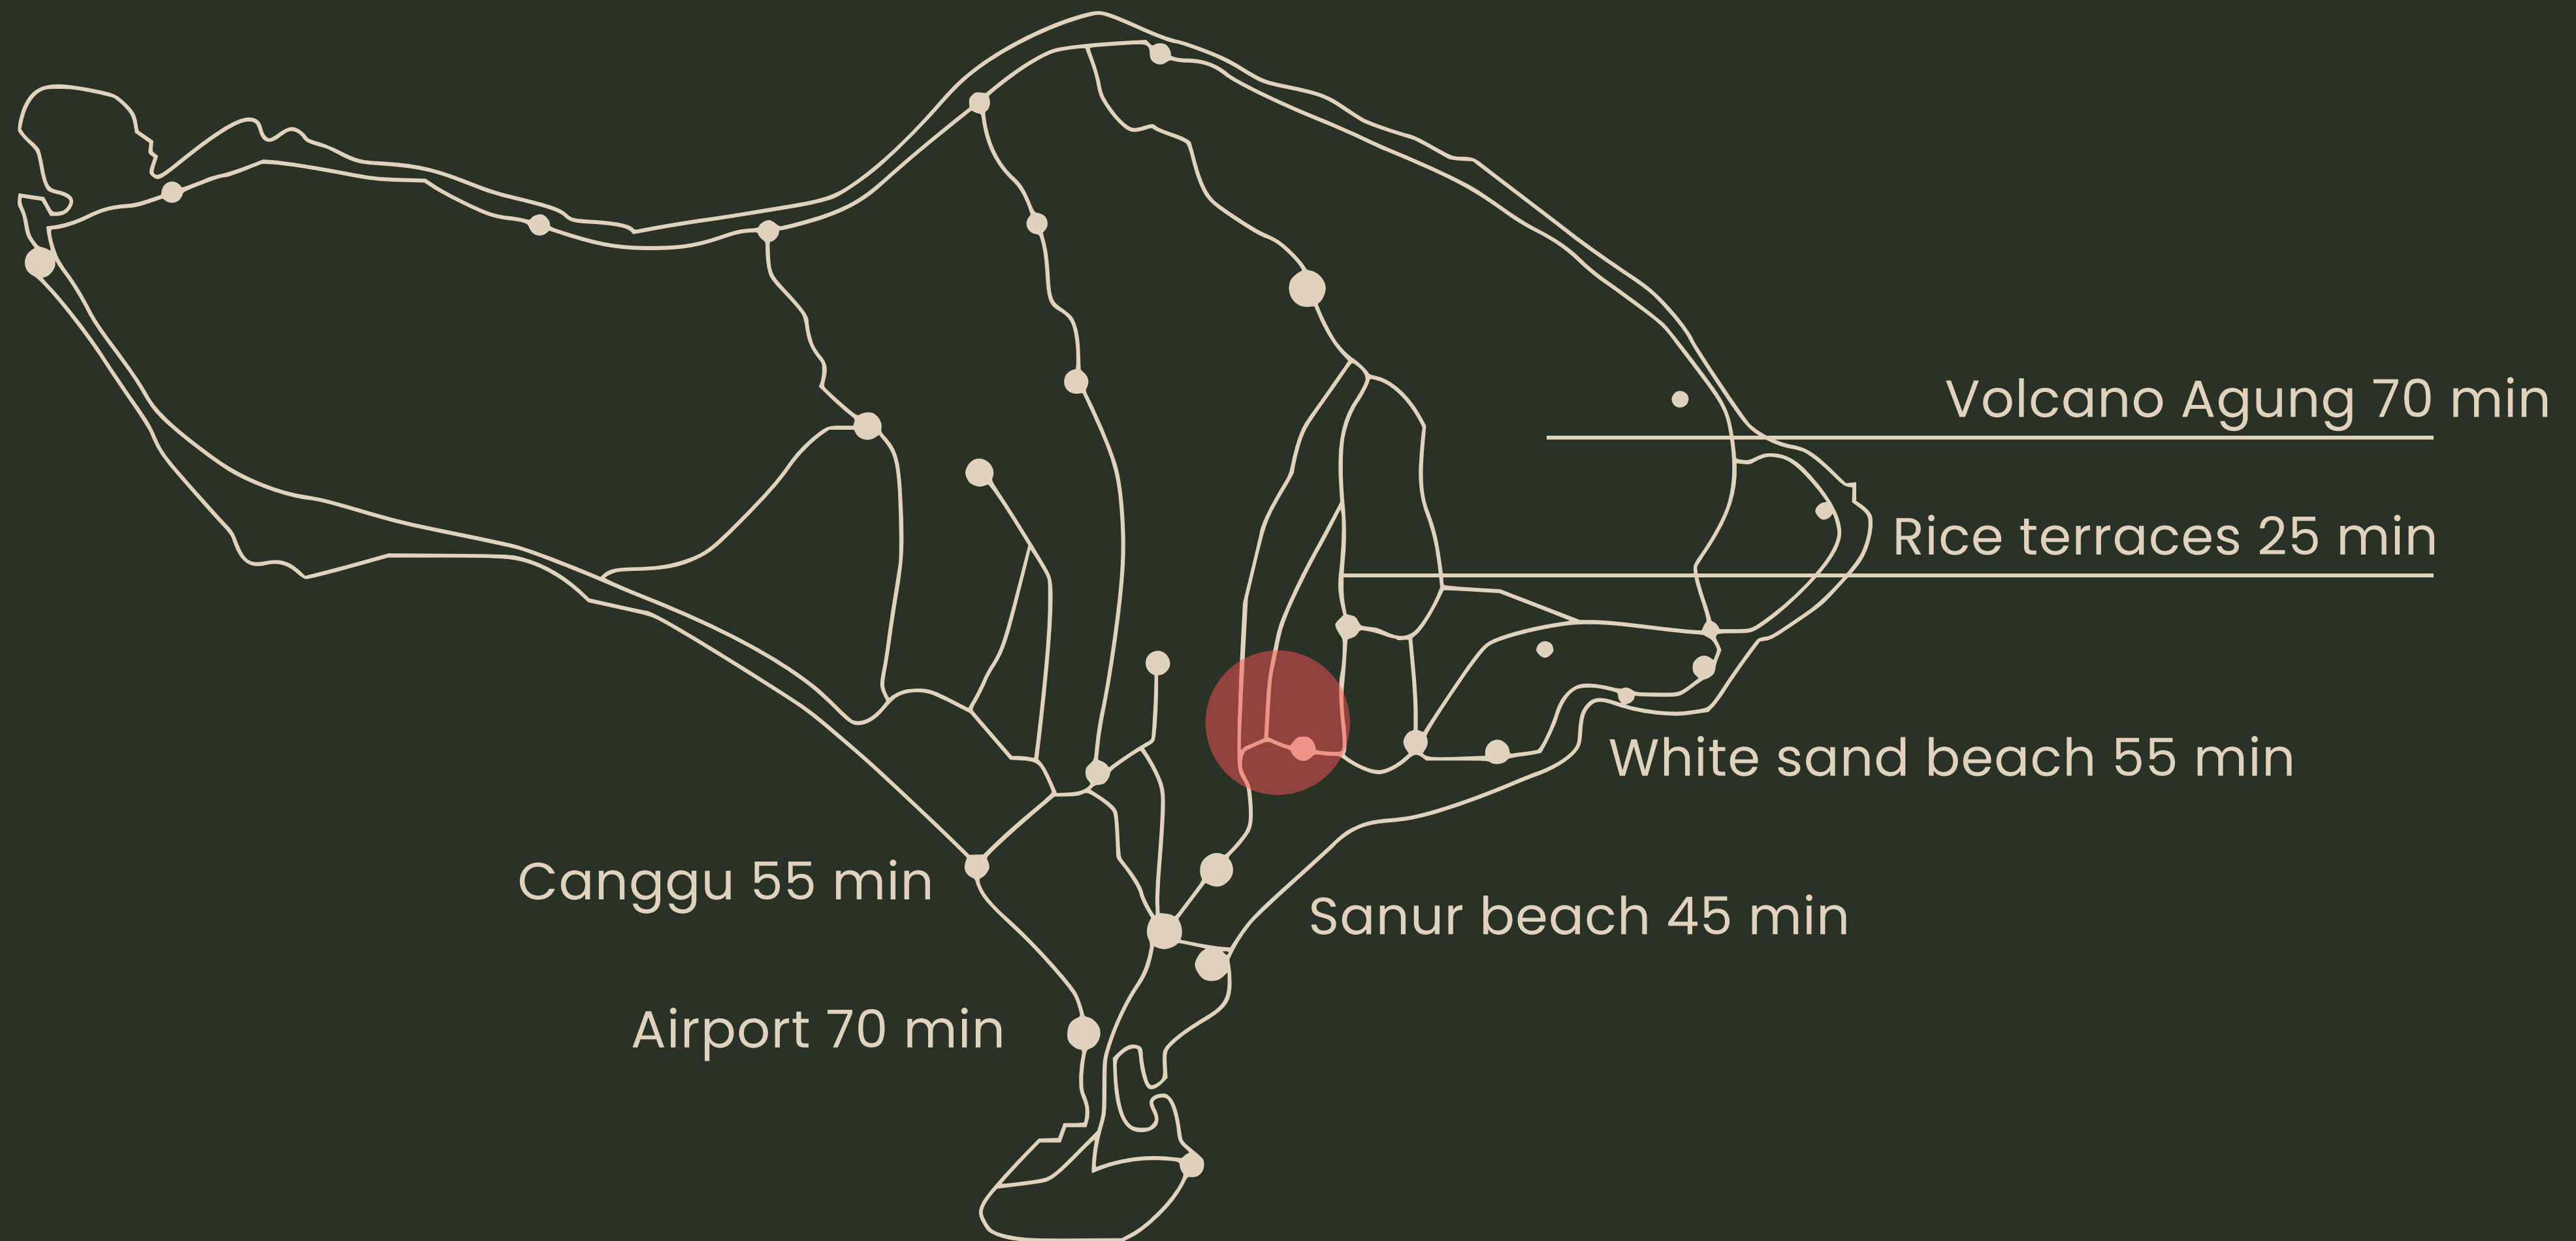 Volcano Agung 70 min
Rice terraces 25 min
White sand beach 55 min
Canggu 55 min
Sanur beach 45 min
Airport 70 min